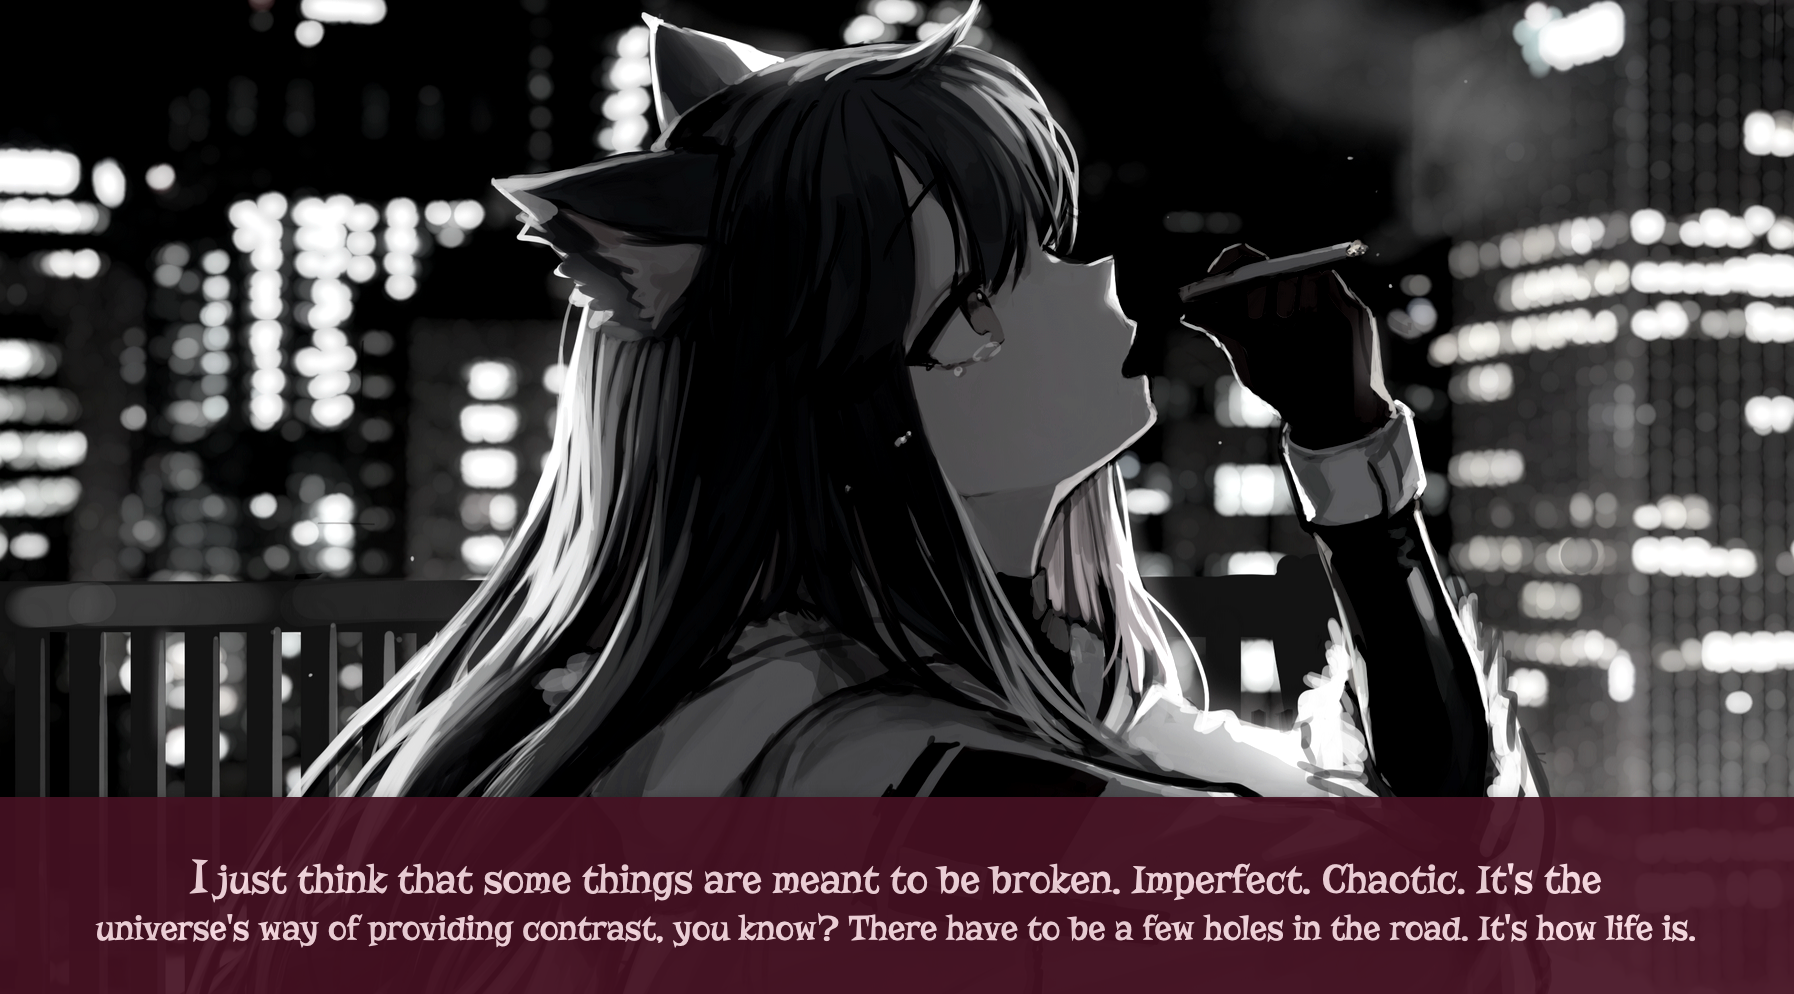 I just think that some things are meant to be broken. Imperfect. Chaotic. It's the
universe's way of providing contrast, you know? There have to be a few holes in the road. It's how life is.